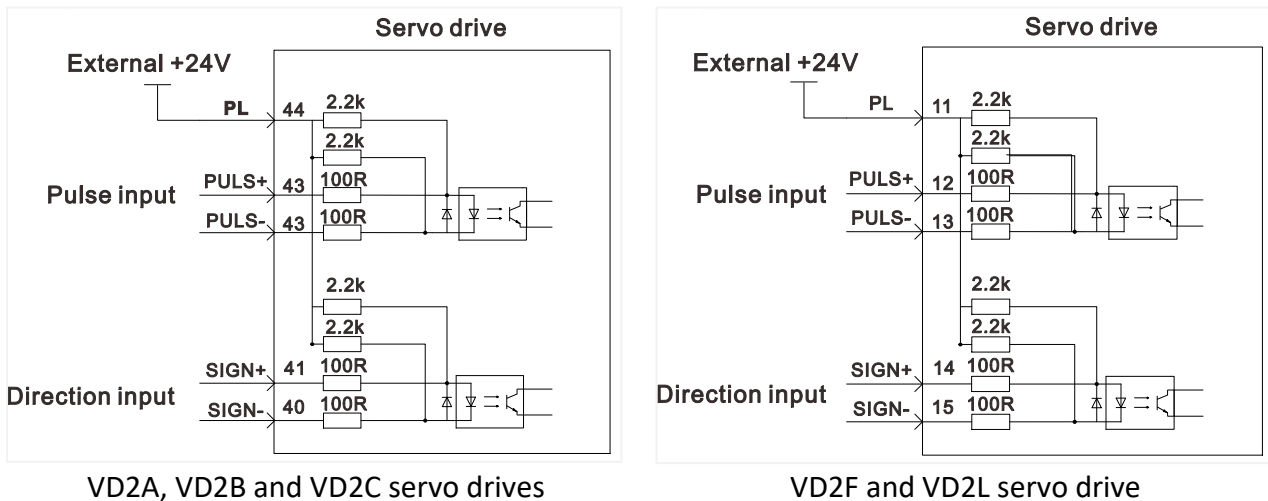 Servo drive
External +24V
PL 44 2.2k
2.2k
Pulse input
PULS+ 43 100R
PULS- 43 100R
2.2k
2.2k
Direction input
SIGN+ 41 100R
SIGN- 40 100R
VD2A, VD2B and VD2C servo drives
Servo drive
External +24V
PL 11 2.2k
2.2k
Pulse input
PULS+ 12 100R
PULS- 13 100R
2.2k
2.2k
Direction input
SIGN+ 14 100R
SIGN- 15 100R
VD2F and VD2L servo drive